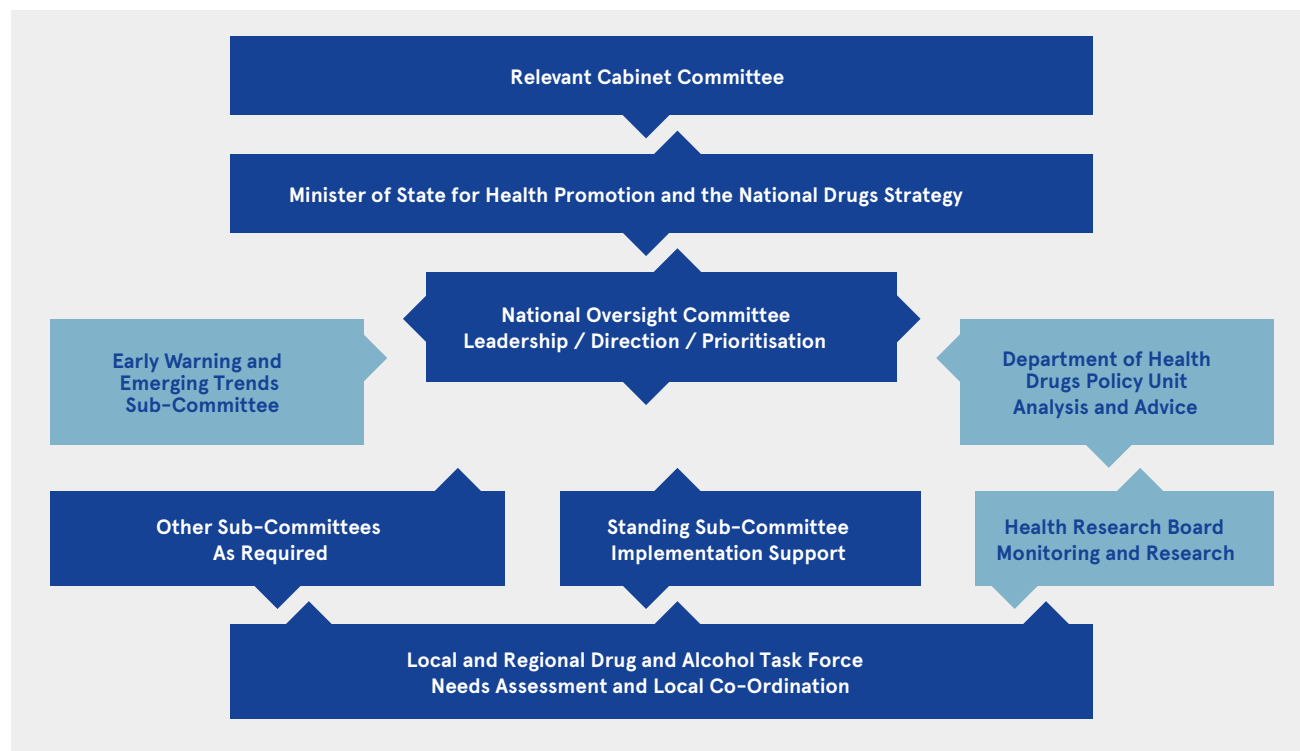 Relevant Cabinet Committee
Minister of State for Health Promotion and the National Drugs Strategy
National Oversight Committee
Leadership / Direction / Prioritisation
Early Warning and
Emerging Trends
Sub-Committee
Department of Health
Drugs Policy Unit
Analysis and Advice
Other Sub-Committees
As Required
Standing Sub-Committee
Implementation Support
Health Research Board
Monitoring and Research
Local and Regional Drug and Alcohol Task Force
Needs Assessment and Local Co-Ordination